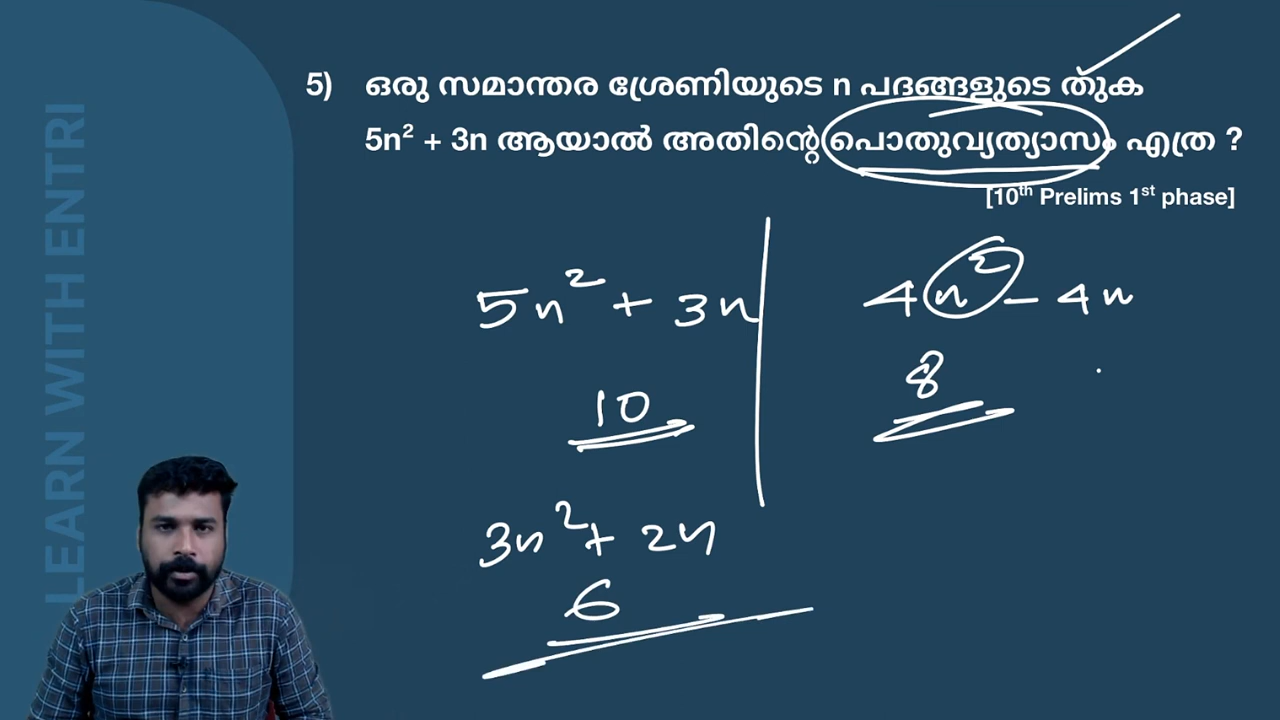 LEARN WITH ENTRI
5) ഒരു സമാന്തര ശ്രേണിയുടെ n പദങ്ങളുടെ തുക
5n² + 3n ആയാൽ അതിന്റെ പൊതുവ്യത്യാസം എത്ര ?
[10th Prelims 1st phase]
5n² + 3n
4n² - 4n
10
8
3n² + 2n
6